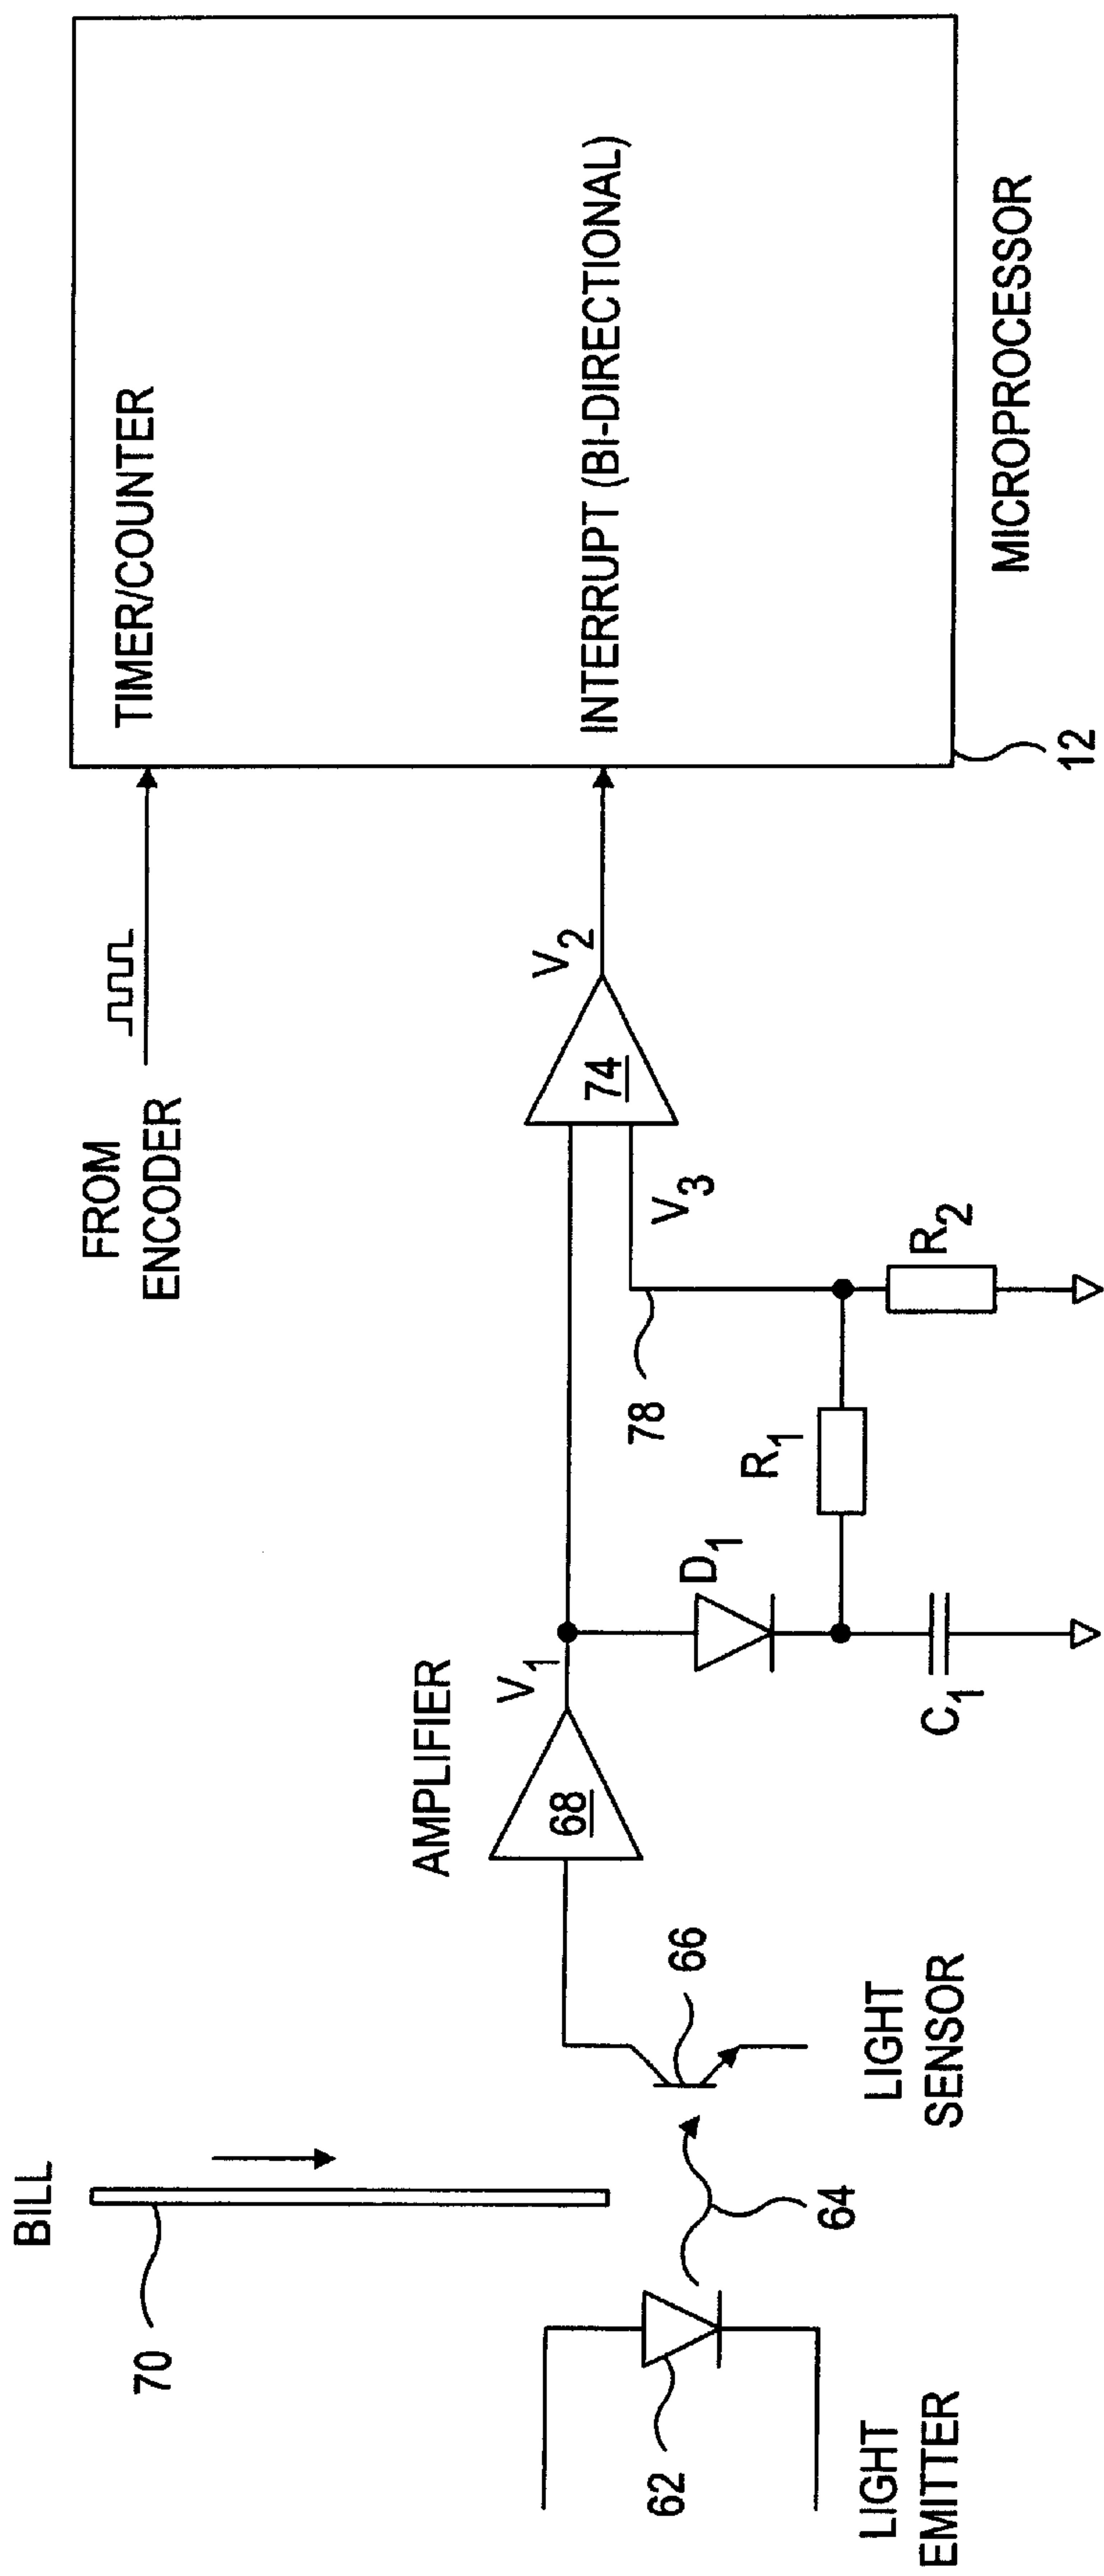 BILL
70
FROM
ENCODER
TIMER/COUNTER
AMPLIFIER
68
V1
V2
74
INTERRUPT (BI-DIRECTIONAL)
62
64
66
D1
78
V3
R1
R2
C1
LIGHT
EMITTER
LIGHT
SENSOR
12
MICROPROCESSOR